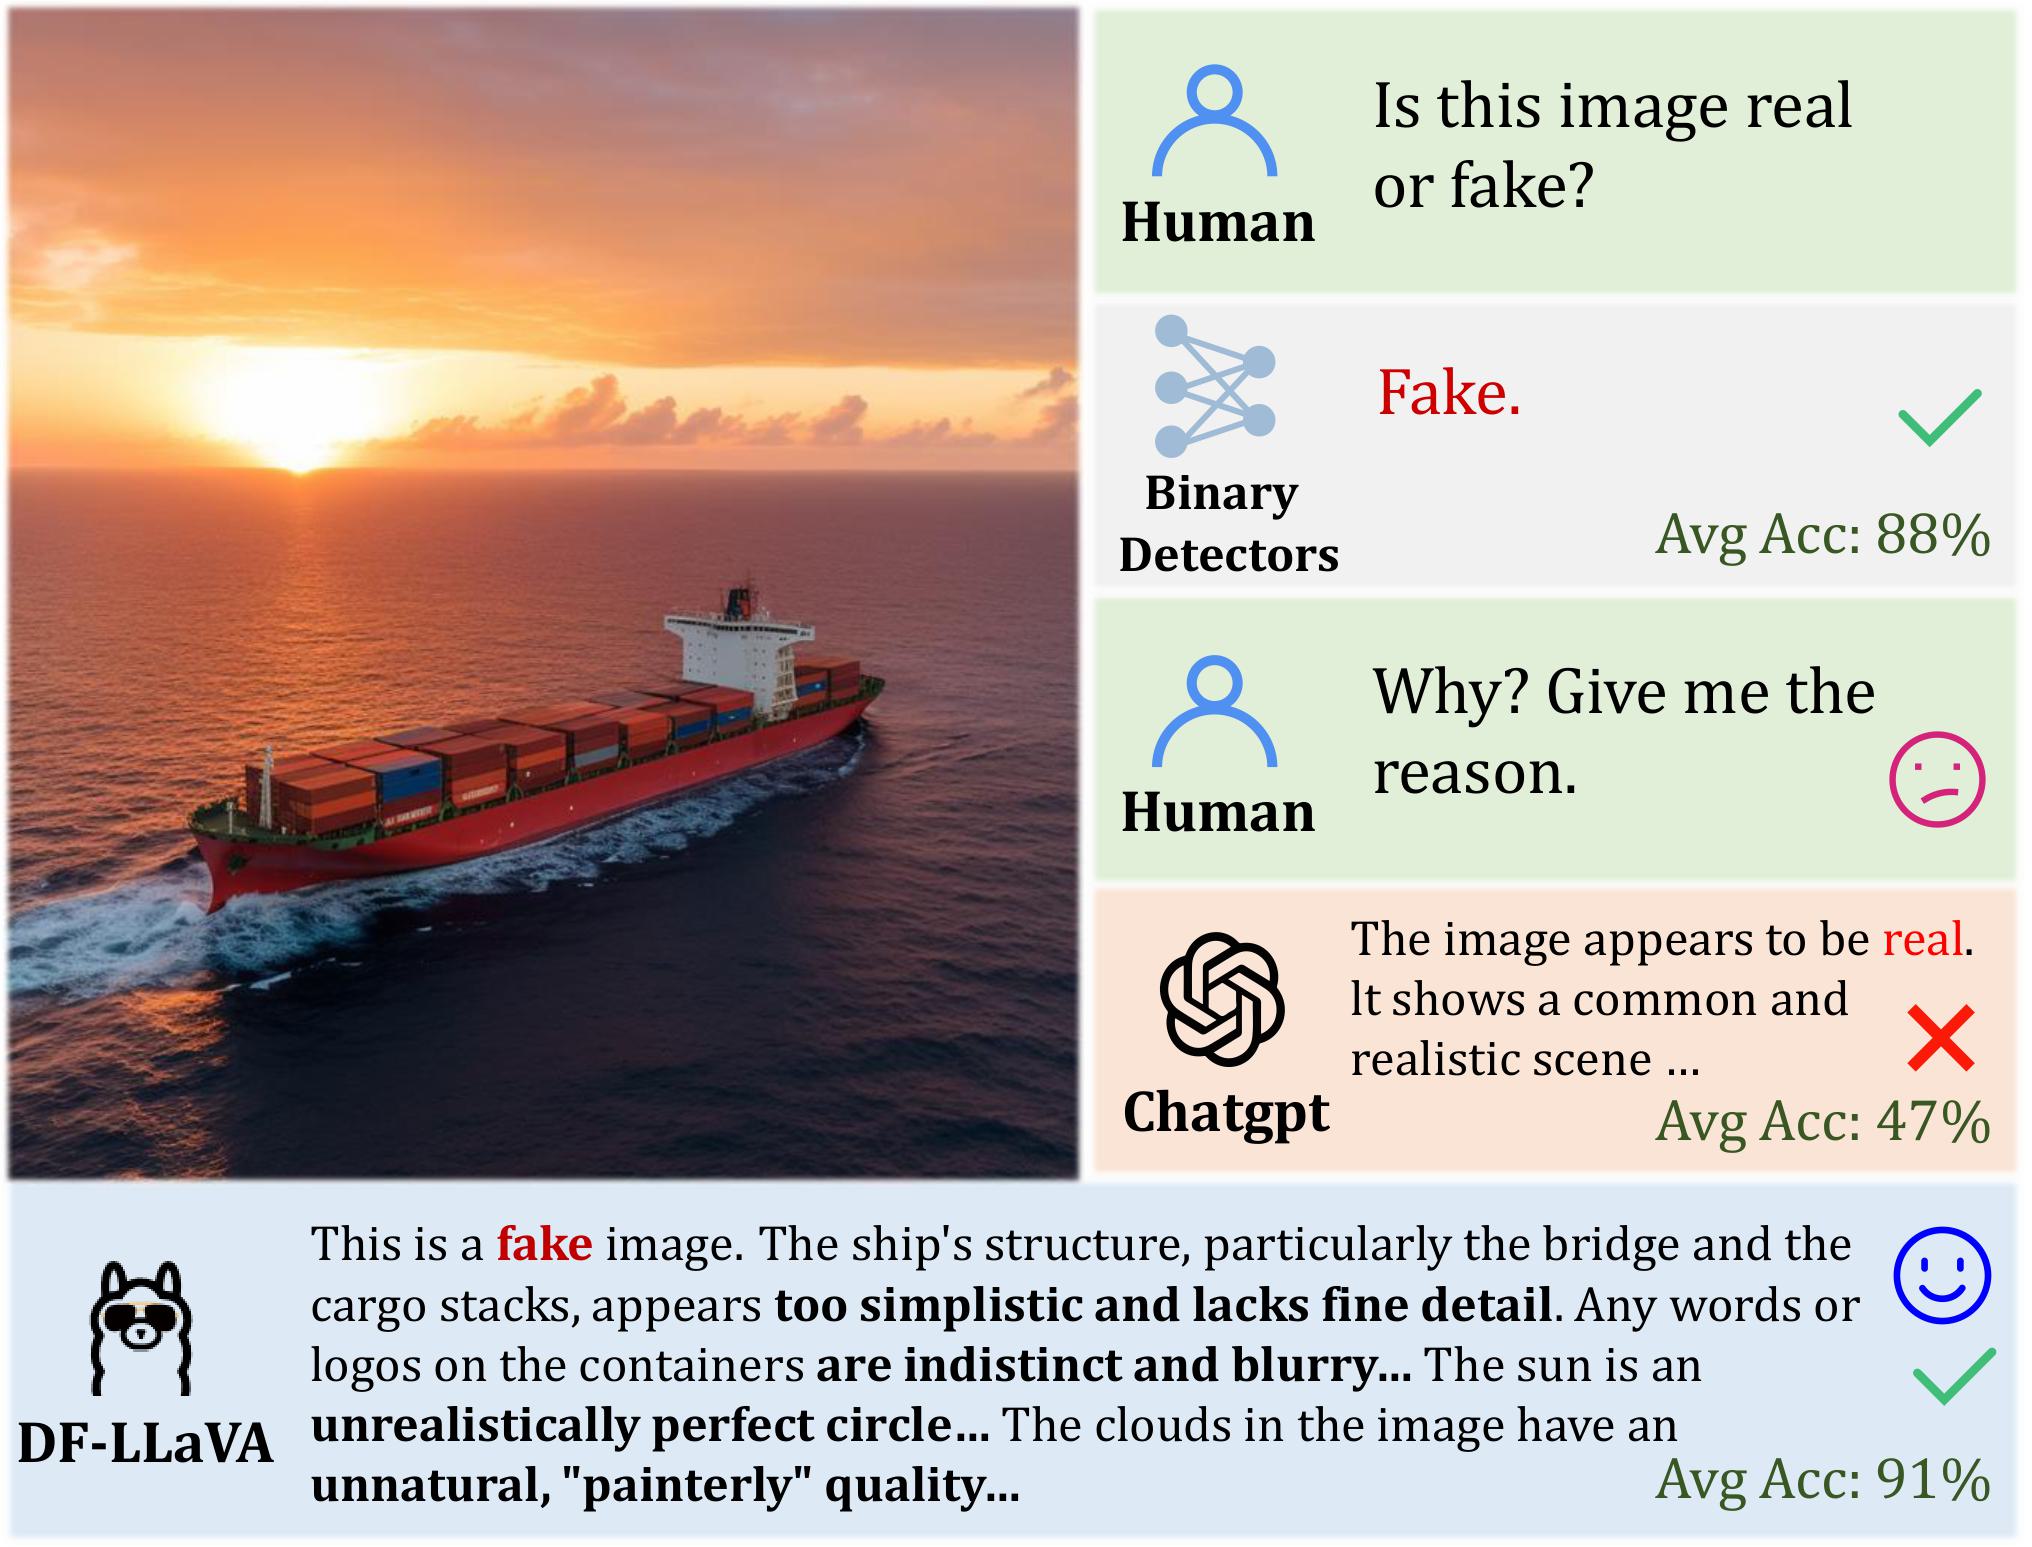 Is this image real
or fake?
Human
Fake.
Binary
Detectors
Avg Acc: 88%
Why? Give me the
reason.
Human
The image appears to be real.
lt shows a common and
realistic scene ...
Chatgpt
Avg Acc: 47%
This is a fake image. The ship's structure, particularly the bridge and the
cargo stacks, appears too simplistic and lacks fine detail. Any words or
logos on the containers are indistinct and blurry... The sun is an
unrealistically perfect circle... The clouds in the image have an
unnatural, "painterly" quality...
DF-LLaVA
Avg Acc: 91%